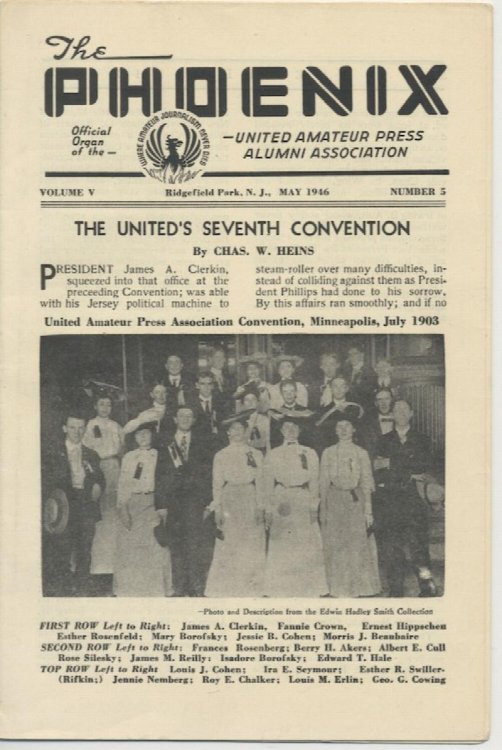 The
PHOENIX
Official
Organ
of the —
WHERE AMATEUR JOURNALISM NEVER DIES
— UNITED AMATEUR PRESS
ALUMNI ASSOCIATION
VOLUME V Ridgefield Park, N. J., MAY 1946 NUMBER 5
THE UNITED'S SEVENTH CONVENTION
By CHAS. W. HEINS
PRESIDENT James A. Clerkin,
squeezed into that office at the
preceeding Convention; was able
with his Jersey political machine to
steam-roller over many difficulties, in-
stead of colliding against them as Presi-
dent Phillips had done to his sorrow.
By this affairs ran smoothly; and if no
United Amateur Press Association Convention, Minneapolis, July 1903
—Photo and Description from the Edwin Hadley Smith Collection
FIRST ROW Left to Right: James A. Clerkin, Fannie Crown, Ernest Hippschen
Esther Rosenfeld; Mary Borofsky; Jessie B. Cohen; Morris J. Beauhaire
SECOND ROW Left to Right: Frances Rosenberg; Berry H. Akers; Albert E. Cull
Rose Silesky; James M. Reilly; Isadore Borofsky; Edward T. Hale
TOP ROW Left to Right Louis J. Cohen; Ira E. Seymour; Esther R. Swiller-
(Rifkin;) Jennie Nemberg; Roy E. Chalker; Louis M. Erlin; Geo. G. Cowing